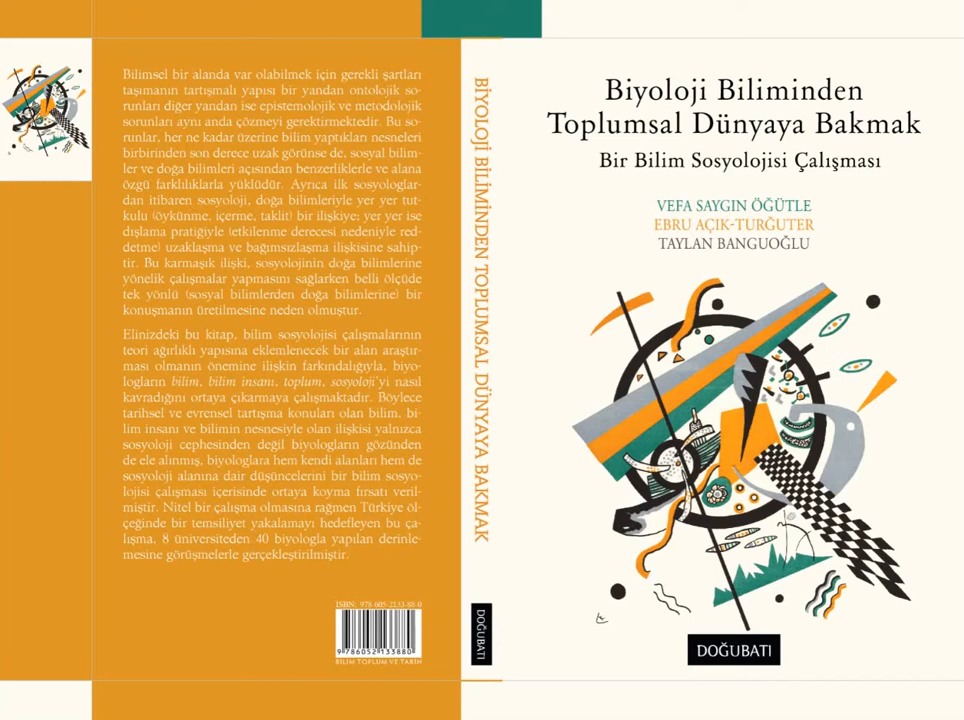 Bilimsel bir alanda var olabilmek için gerekli şartları
taşımanın tartışmalı yapısı bir yandan ontolojik so-
runları diğer yandan ise epistemolojik ve metodolojik
sorunları aynı anda çözmeyi gerektirmektedir. Bu so-
runlar, her ne kadar üzerine bilim yaptıkları nesneleri
birbirinden son derece uzak görünse de, sosyal bilim-
ler ve doğa bilimleri açısından benzerliklerle ve alana
özgü farklılıklarla yüklüdür. Ayrıca ilk sosyologlar-
dan itibaren sosyoloji, doğa bilimleriyle yer yer tut-
kulu (öykünme, içerme, taklit) bir ilişkiye; yer yer ise
dışlama pratiğiyle (etkilenme derecesi nedeniyle red-
detme) uzaklaşma ve bağımsızlaşma ilişkisine sahip-
tir. Bu karmaşık ilişki, sosyolojinin doğa bilimlerine
yönelik çalışmalar yapmasını sağlarken belli ölçüde
tek yönlü (sosyal bilimlerden doğa bilimlerine) bir
konuşmanın üretilmesine neden olmuştur.
Elinizdeki bu kitap, bilim sosyolojisi çalışmalarının
teori ağırlıklı yapısına eklemlenecek bir alan araştır-
ması olmanın önemine ilişkin farkındalığıyla, biyo-
logların bilim, bilim insanı, toplum, sosyoloji'yi nasıl
kavradığını ortaya çıkarmaya çalışmaktadır. Böylece
tarihsel ve evrensel tartışma konuları olan bilim, bi-
lim insanı ve bilimin nesnesiyle olan ilişkisi yalnızca
sosyoloji cephesinden değil biyologların gözünden
de ele alınmış, biyologlara hem kendi alanları hem de
sosyoloji alanına dair düşüncelerini bir bilim sosyo-
lojisi çalışması içerisinde ortaya koyma fırsatı veril-
miştir. Nitel bir çalışma olmasına rağmen Türkiye öl-
çeğinde bir temsiliyet yakalamayı hedefleyen bu ça-
lışma, 8 üniversiteden 40 biyologla yapılan derinle-
mesine görüşmelerle gerçekleştirilmiştir.
ISBN: 978-605-2133-88-0
9 786052 133880
BİLİM TOPLUM VE TARİH
BİYOLOJİ BİLİMİNDEN TOPLUMSAL DÜNYAYA BAKMAK
DOĞUBATI
Biyoloji Biliminden
Toplumsal Dünyaya Bakmak
Bir Bilim Sosyolojisi Çalışması
VEFA SAYGIN ÖĞÜTLE
EBRU AÇIK-TURĞUTER
TAYLAN BANGUOĞLU
DOĞUBATI